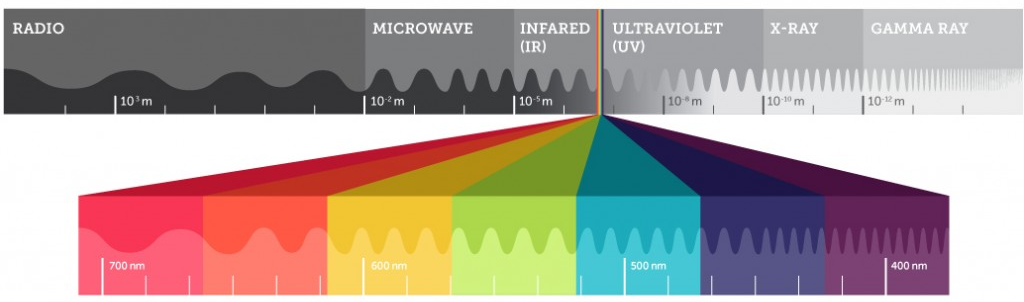 RADIO
MICROWAVE
INFARED
(IR)
ULTRAVIOLET
(UV)
X-RAY
GAMMA RAY
10³ m
10⁻² m
10⁻⁵ m
10⁻⁸ m
10⁻¹⁰ m
10⁻¹² m
700 nm
600 nm
500 nm
400 nm